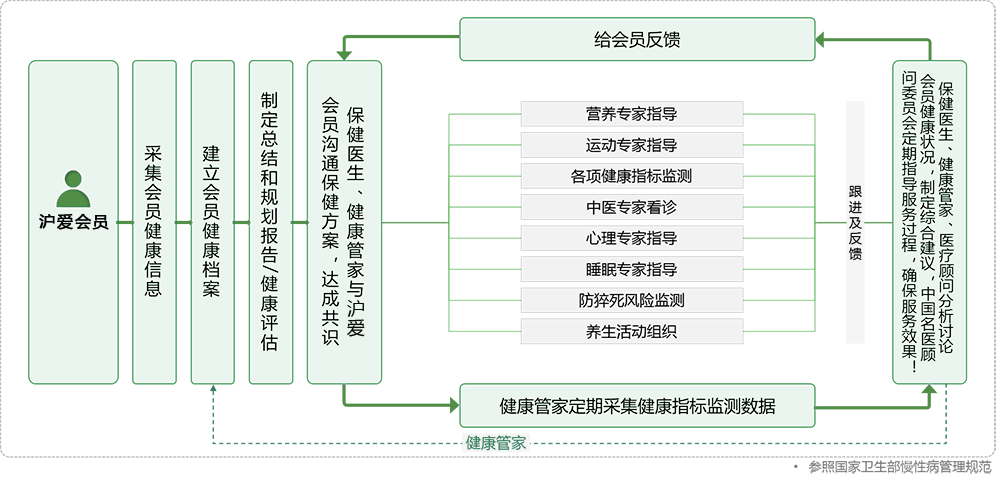 沪爱会员
采集会员健康信息
建立会员健康档案
制定总结和规划报告/健康评估
保健医生、健康管家与沪爱
会员沟通保健方案，达成共识
给会员反馈
营养专家指导
运动专家指导
各项健康指标监测
中医专家看诊
心理专家指导
睡眠专家指导
防猝死风险监测
养生活动组织
健康管家定期采集健康指标监测数据
跟进及反馈
保健医生、健康管家、医疗顾问分析讨论
会员健康状况，制定综合建议，中国名医顾
问委员会定期指导服务过程，确保服务效果！
健康管家
• 参照国家卫生部慢性病管理规范